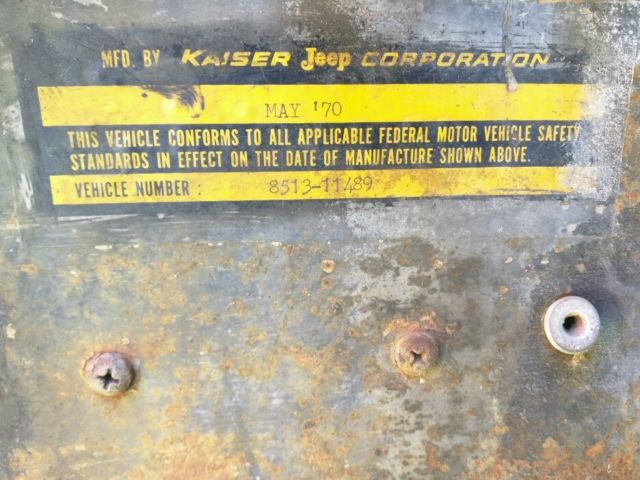 MFD. BY KAISER Jeep CORPORATION
MAY '70
THIS VEHICLE CONFORMS TO ALL APPLICABLE FEDERAL MOTOR VEHICLE SAFETY
STANDARDS IN EFFECT ON THE DATE OF MANUFACTURE SHOWN ABOVE.
VEHICLE NUMBER : 8513-11489